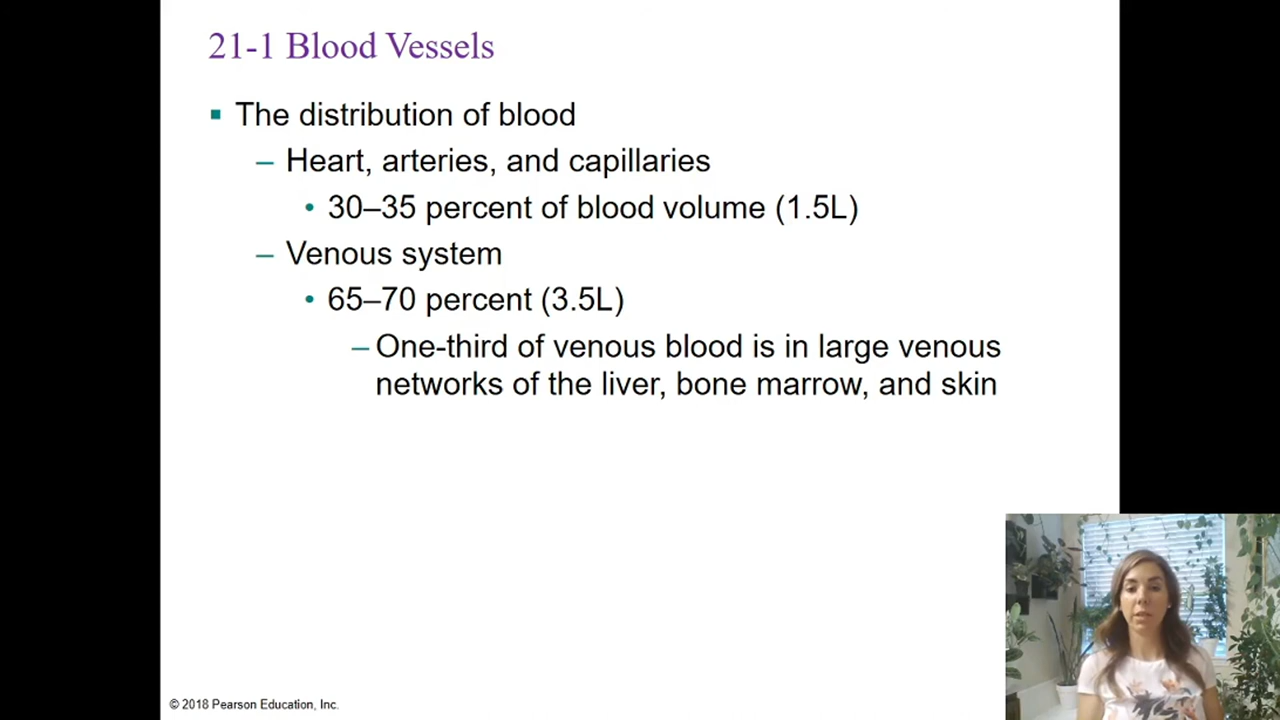 21-1 Blood Vessels
▪ The distribution of blood
– Heart, arteries, and capillaries
• 30–35 percent of blood volume (1.5L)
– Venous system
• 65–70 percent (3.5L)
– One-third of venous blood is in large venous
networks of the liver, bone marrow, and skin
© 2018 Pearson Education, Inc.